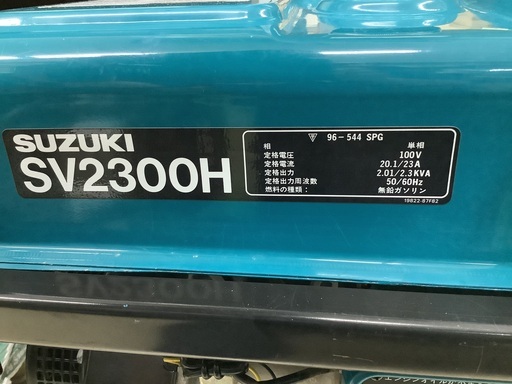 SUZUKI
SV2300H
96-544 SPG
相 単相
定格電圧 100V
定格電流 20.1/23A
定格出力 2.01/2.3KVA
定格出力周波数 50/60Hz
燃料の種類: 無鉛ガソリン
19822-87F82